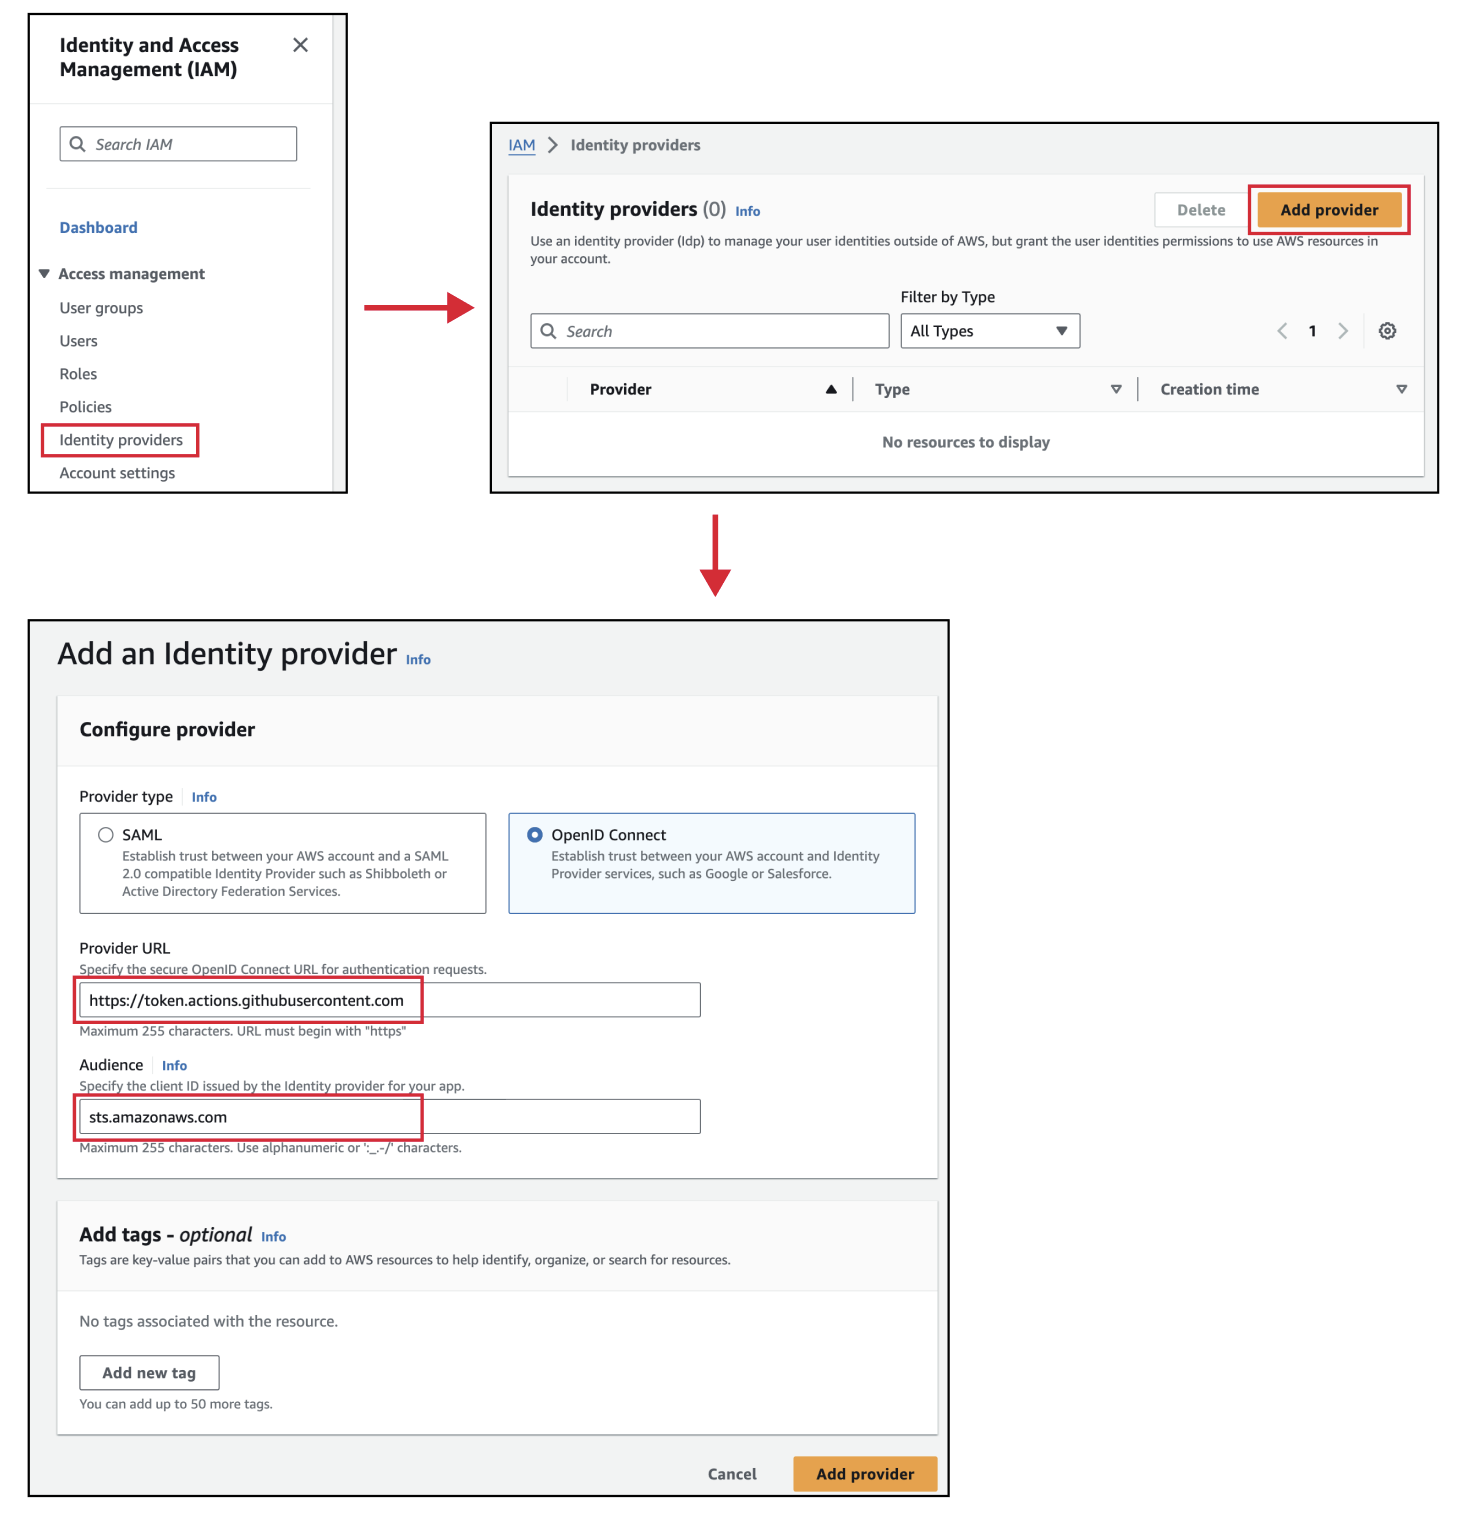 Identity and Access
Management (IAM)
Search IAM
Dashboard
Access management
User groups
Users
Roles
Policies
Identity providers
Account settings
IAM > Identity providers
Identity providers (0) Info
Delete
Add provider
Use an identity provider (Idp) to manage your user identities outside of AWS, but grant the user identities permissions to use AWS resources in
your account.
Filter by Type
Search
All Types
1
Provider
Type
Creation time
No resources to display
Add an Identity provider Info
Configure provider
Provider type Info
SAML
Establish trust between your AWS account and a SAML
2.0 compatible Identity Provider such as Shibboleth or
Active Directory Federation Services.
OpenID Connect
Establish trust between your AWS account and Identity
Provider services, such as Google or Salesforce.
Provider URL
Specify the secure OpenID Connect URL for authentication requests.
https://token.actions.githubusercontent.com
Maximum 255 characters. URL must begin with "https"
Audience Info
Specify the client ID issued by the Identity provider for your app.
sts.amazonaws.com
Maximum 255 characters. Use alphanumeric or ':_.-/' characters.
Add tags - optional Info
Tags are key-value pairs that you can add to AWS resources to help identify, organize, or search for resources.
No tags associated with the resource.
Add new tag
You can add up to 50 more tags.
Cancel
Add provider